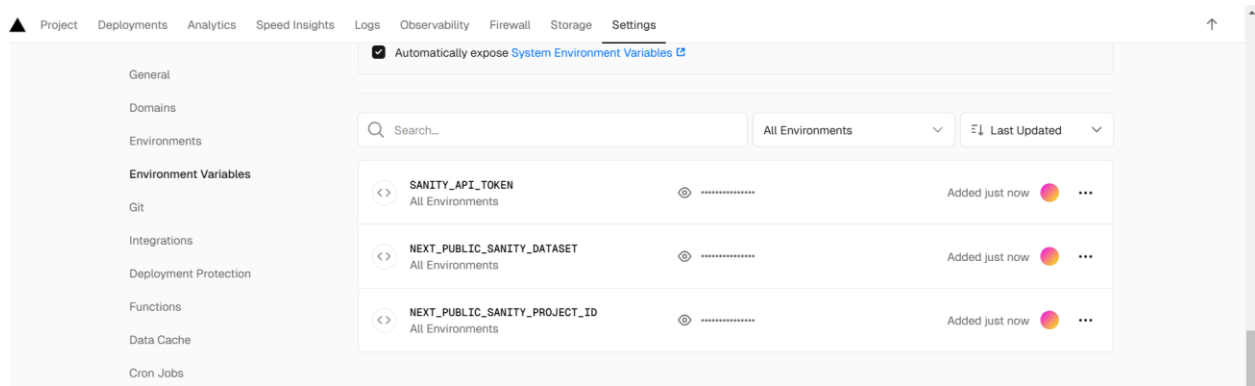 Project Deployments Analytics Speed Insights Logs Observability Firewall Storage Settings
Automatically expose System Environment Variables
General
Domains
Environments
Environment Variables
Git
Integrations
Deployment Protection
Functions
Data Cache
Cron Jobs
Search...
All Environments
Last Updated
SANITY_API_TOKEN
All Environments
•••••••••••••••
Added just now
NEXT_PUBLIC_SANITY_DATASET
All Environments
•••••••••••••••
Added just now
NEXT_PUBLIC_SANITY_PROJECT_ID
All Environments
•••••••••••••••
Added just now